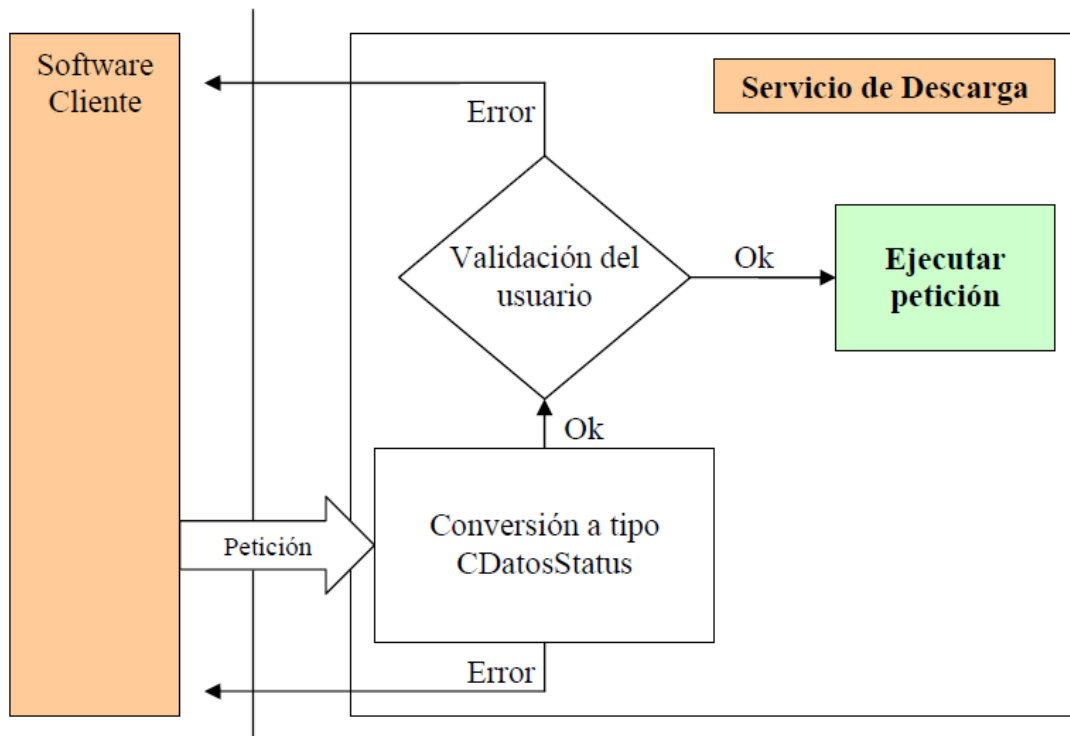 Software
Cliente
Servicio de Descarga
Error
Validación del
usuario
Ok
Ejecutar
petición
Ok
Petición
Conversión a tipo
CDatosStatus
Error